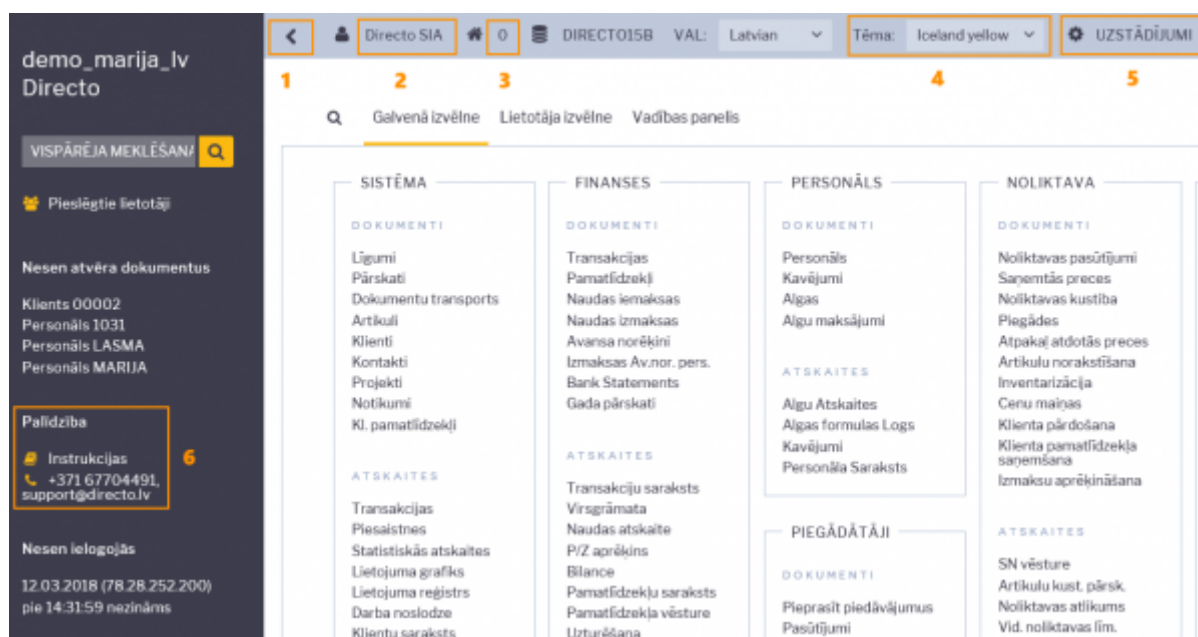 demo_marija_lv
Directo
VISPĀRĒJA MEKLĒŠANA
Pieslēgtie lietotāji
Nesen atvēra dokumentus
Klients 00002
Personāls 1031
Personāls LASMA
Personāls MARIJA
Palīdzība
Instrukcijas
6
+371 67704491,
support@directo.lv
Nesen ielogojās
12.03.2018 (78.28.252.200)
pie 14:31:59 nezināms
Directo SIA 0 DIRECTO15B VAL: Latvian Tēma: Iceland yellow UZSTĀDĪJUMI
1 2 3 4 5
Galvenā izvēlne Lietotāja izvēlne Vadības panelis
SISTĒMA
DOKUMENTI
Līgumi
Pārskati
Dokumentu transports
Artikuli
Klienti
Kontakti
Projekti
Notikumi
Kl. pamatlīdzekļi
ATSKAITES
Transakcijas
Piesaistnes
Statistiskās atskaites
Lietojuma grafiks
Lietojuma reģistrs
Darba noslodze
Klientu saraksts
FINANSES
DOKUMENTI
Transakcijas
Pamatlīdzekļi
Naudas iemaksas
Naudas izmaksas
Avansa norēķini
Izmaksas Av.nor. pers.
Bank Statements
Gada pārskati
ATSKAITES
Transakciju saraksts
Virsgrāmata
Naudas atskaite
P/Z aprēķins
Bilance
Pamatlīdzekļu saraksts
Pamatlīdzekļa vēsture
Uzturēšana
PERSONĀLS
DOKUMENTI
Personāls
Kavējumi
Algas
Algu maksājumi
ATSKAITES
Algu Atskaites
Algas formulas Logs
Kavējumi
Personāla Saraksts
PIEGĀDĀTĀJI
DOKUMENTI
Pieprasīt piedāvājumus
Pasūtījumi
NOLIKTAVA
DOKUMENTI
Noliktavas pasūtījumi
Saņemtās preces
Noliktavas kustība
Piegādes
Atpakaļ atdotās preces
Artikulu norakstīšana
Inventarizācija
Cenu maiņas
Klienta pārdošana
Klienta pamatlīdzekļa
saņemšana
Izmaksu aprēķināšana
ATSKAITES
SN vēsture
Artikulu kust. pārsk.
Noliktavas atlikums
Vid. noliktavas līm.